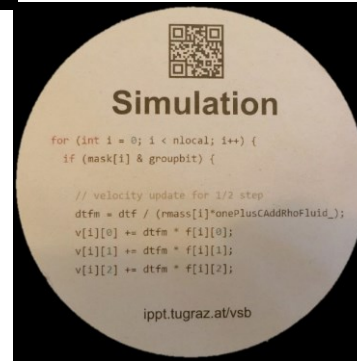 Simulation
for (int i = 0; i < nlocal; i++) {
if (mask[i] & groupbit) {
// velocity update for 1/2 step
dtfm = dtf / (rmass[i]*onePlusCAddRhoFluid_);
v[i][0] += dtfm * f[i][0];
v[i][1] += dtfm * f[i][1];
v[i][2] += dtfm * f[i][2];
ippt.tugraz.at/vsb